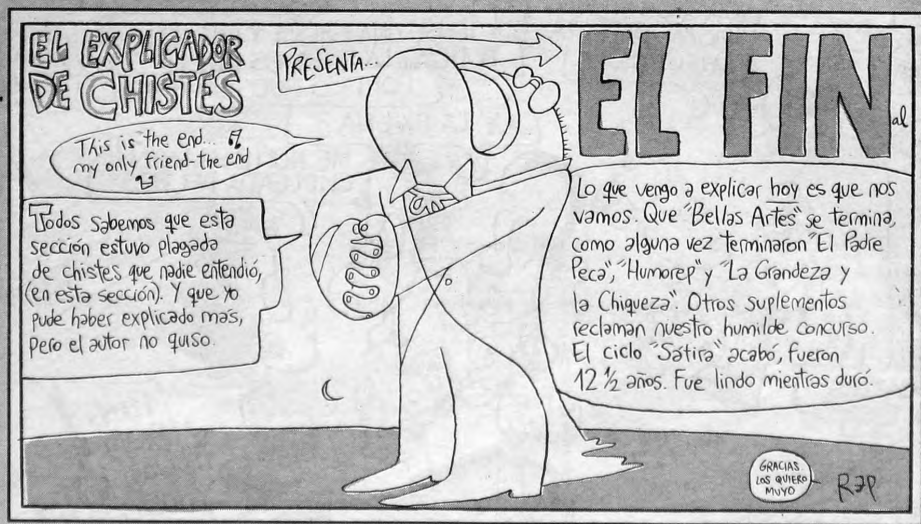 EL EXPLICADOR
DE CHISTES
PRESENTA...
EL FIN
al
This is the end...
my only friend-the end
Todos sabemos que esta
sección estuvo plagada
de chistes que nadie entendió,
(en esta sección). Y que yo
pude haber explicado más,
pero el autor no quiso.
Lo que vengo a explicar hoy es que nos
vamos. Que "Bellas Artes" se termina,
como alguna vez terminaron "El Padre
Peca", "Humorep" y "La Grandeza y
la Chiqueza". Otros suplementos
reclaman nuestro humilde concurso.
El ciclo "Sátira" acabó, fueron
12 ½ años. Fue lindo mientras duró.
GRACIAS
LOS QUIERO
MUYO
REP